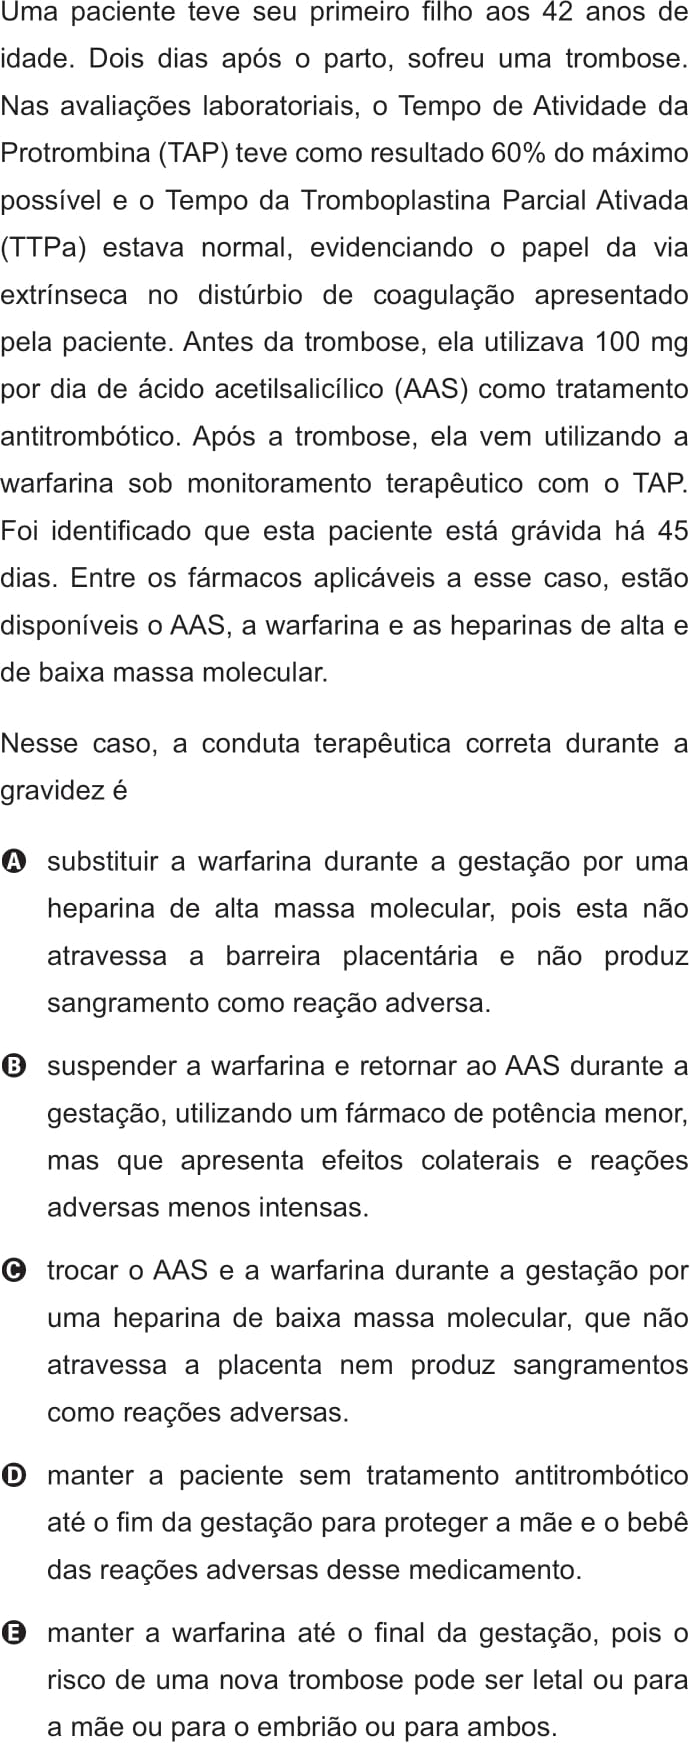 Uma paciente teve seu primeiro filho aos 42 anos de
idade. Dois dias após o parto, sofreu uma trombose.
Nas avaliações laboratoriais, o Tempo de Atividade da
Protrombina (TAP) teve como resultado 60% do máximo
possível e o Tempo da Tromboplastina Parcial Ativada
(TTPa) estava normal, evidenciando o papel da via
extrínseca no distúrbio de coagulação apresentado
pela paciente. Antes da trombose, ela utilizava 100 mg
por dia de ácido acetilsalicílico (AAS) como tratamento
antitrombótico. Após a trombose, ela vem utilizando a
warfarina sob monitoramento terapêutico com o TAP.
Foi identificado que esta paciente está grávida há 45
dias. Entre os fármacos aplicáveis a esse caso, estão
disponíveis o AAS, a warfarina e as heparinas de alta e
de baixa massa molecular.
Nesse caso, a conduta terapêutica correta durante a
gravidez é
A substituir a warfarina durante a gestação por uma
heparina de alta massa molecular, pois esta não
atravessa a barreira placentária e não produz
sangramento como reação adversa.
B suspender a warfarina e retornar ao AAS durante a
gestação, utilizando um fármaco de potência menor,
mas que apresenta efeitos colaterais e reações
adversas menos intensas.
C trocar o AAS e a warfarina durante a gestação por
uma heparina de baixa massa molecular, que não
atravessa a placenta nem produz sangramentos
como reações adversas.
D manter a paciente sem tratamento antitrombótico
até o fim da gestação para proteger a mãe e o bebê
das reações adversas desse medicamento.
E manter a warfarina até o final da gestação, pois o
risco de uma nova trombose pode ser letal ou para
a mãe ou para o embrião ou para ambos.